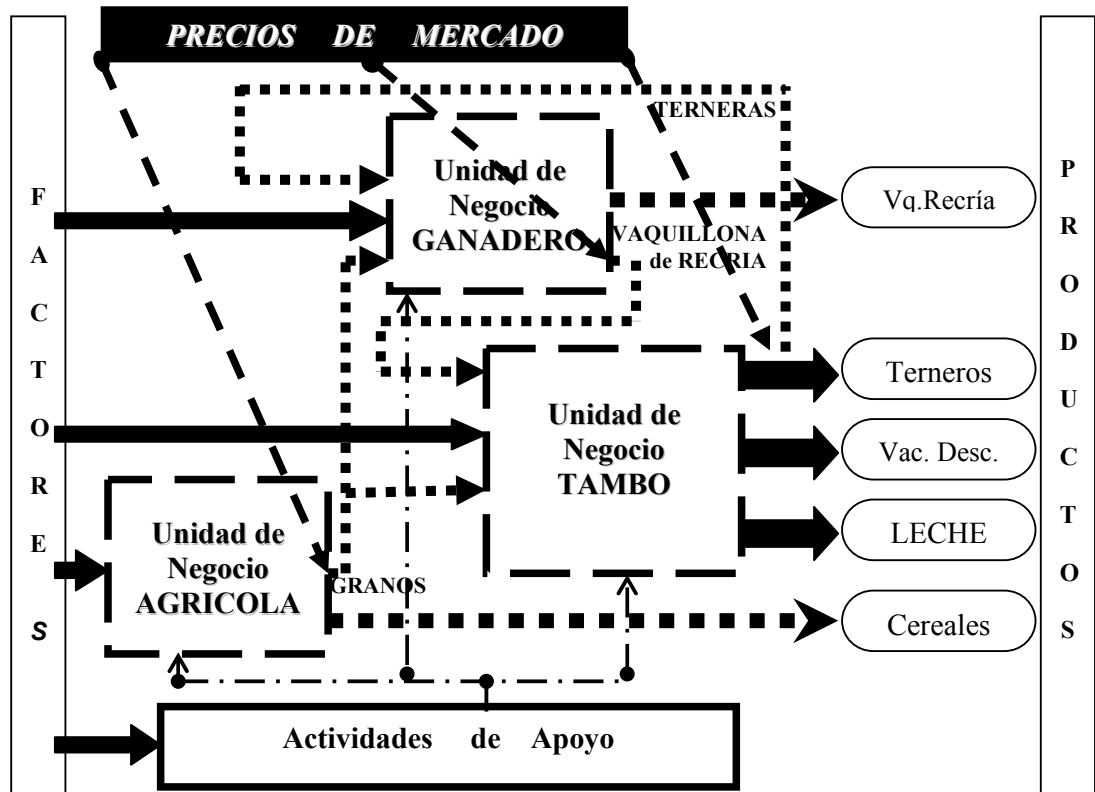 PRECIOS DE MERCADO
F
A
C
T
O
R
E
S
TERNERAS
Unidad de
Negocio
GANADERO
VAQUILLONA
de RECRIA
Unidad de
Negocio
TAMBO
Unidad de
Negocio
AGRICOLA
GRANOS
Actividades de Apoyo
Vq.Recría
Terneros
Vac. Desc.
LECHE
Cereales
P
R
O
D
U
C
T
O
S